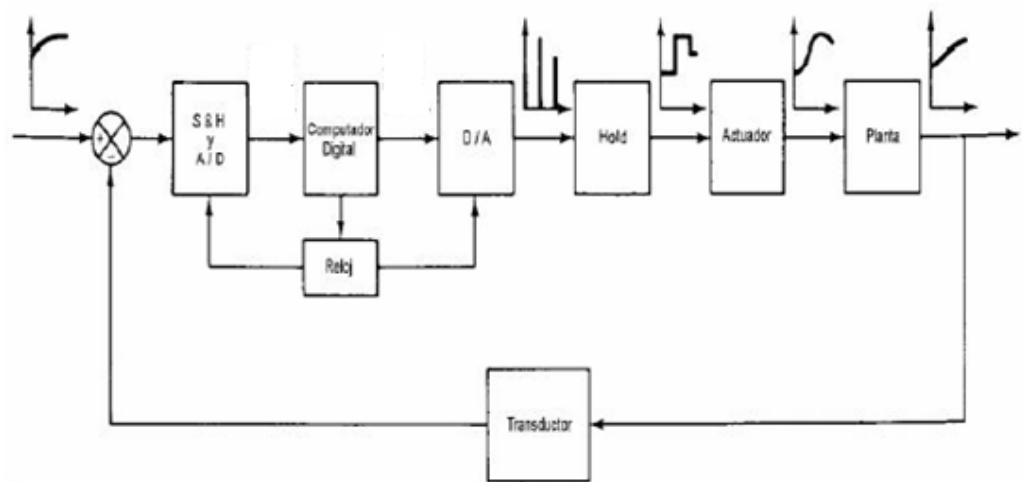 S & H
y
A / D
Computador
Digital
D / A
Hold
Actuador
Planta
Reloj
Transductor
+
−